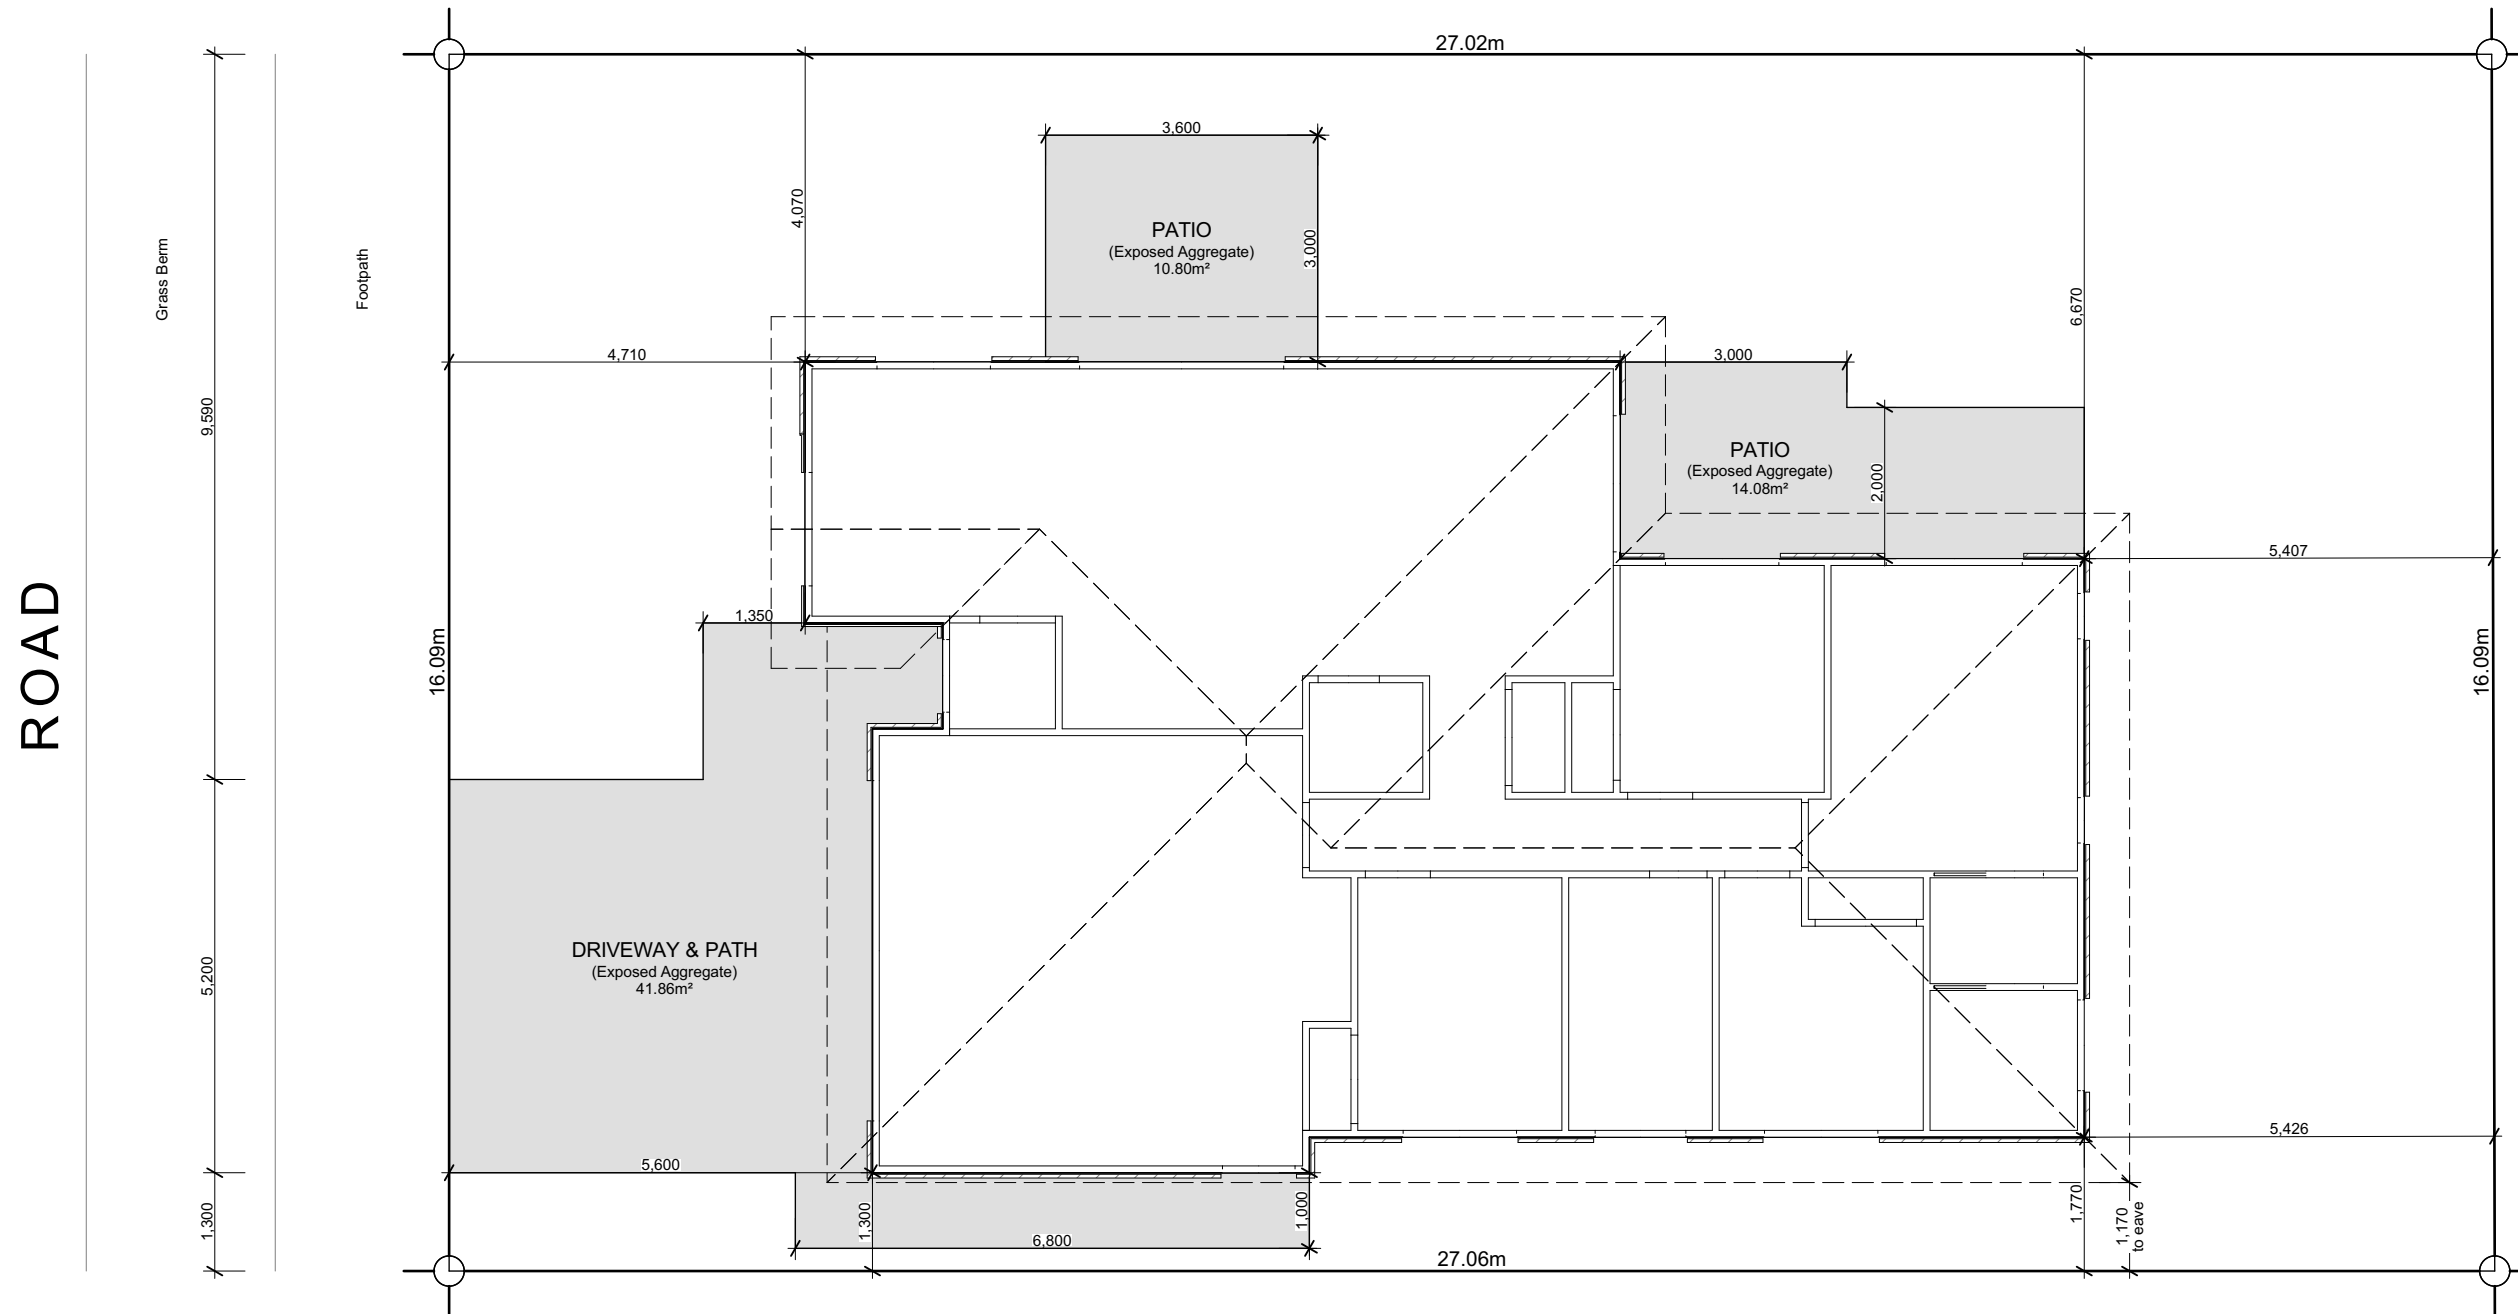 27.02m
3,600
4,070
PATIO
(Exposed Aggregate)
10.80m²
3,000
Grass Berm
Footpath
6,670
4,710
3,000
9,590
PATIO
(Exposed Aggregate)
14.08m²
2,000
5,407
ROAD
1,350
16.09m
16.09m
DRIVEWAY & PATH
(Exposed Aggregate)
41.86m²
5,200
5,426
5,600
1,300
1,300
1,000
1,770
1,170
to eave
6,800
27.06m